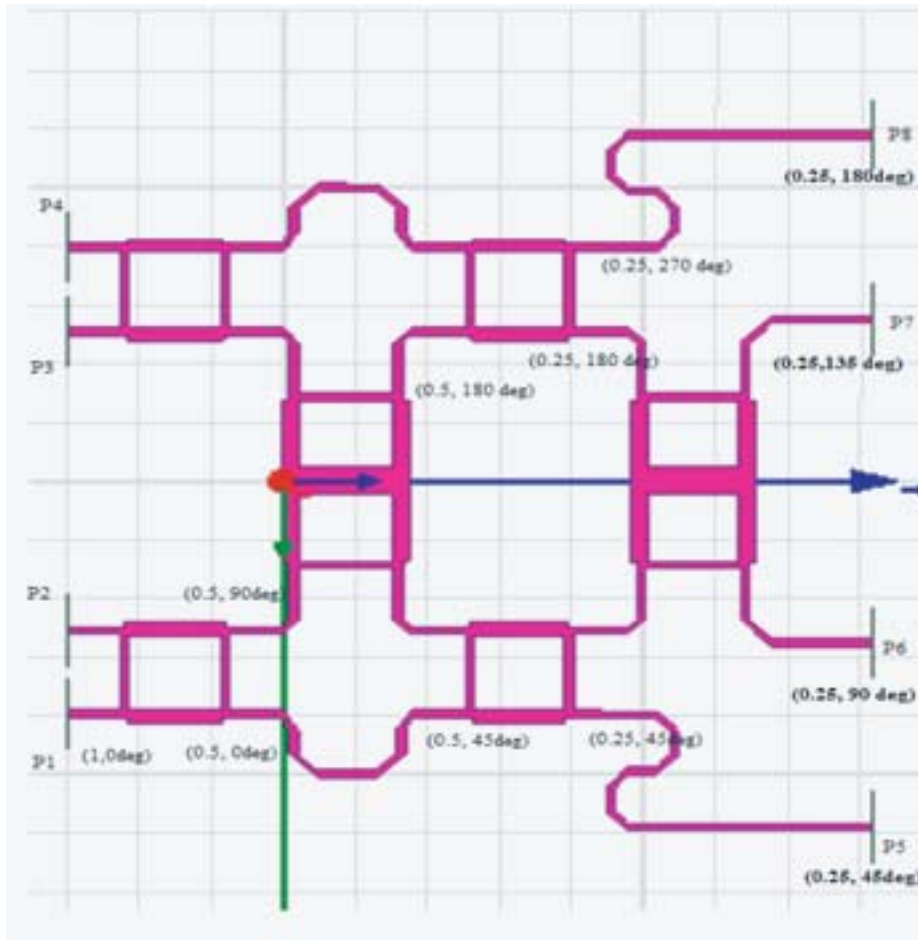 P8
(0.25, 180deg)
P4
(0.25, 270 deg)
P7
(0.25, 180 deg)
(0.25,135 deg)
P3
(0.5, 180 deg)
P2
(0.5, 90deg)
P6
(0.25, 90 deg)
P1
(1,0deg)
(0.5, 0deg)
(0.5, 45deg)
(0.25, 45deg)
P5
(0.25, 45deg)